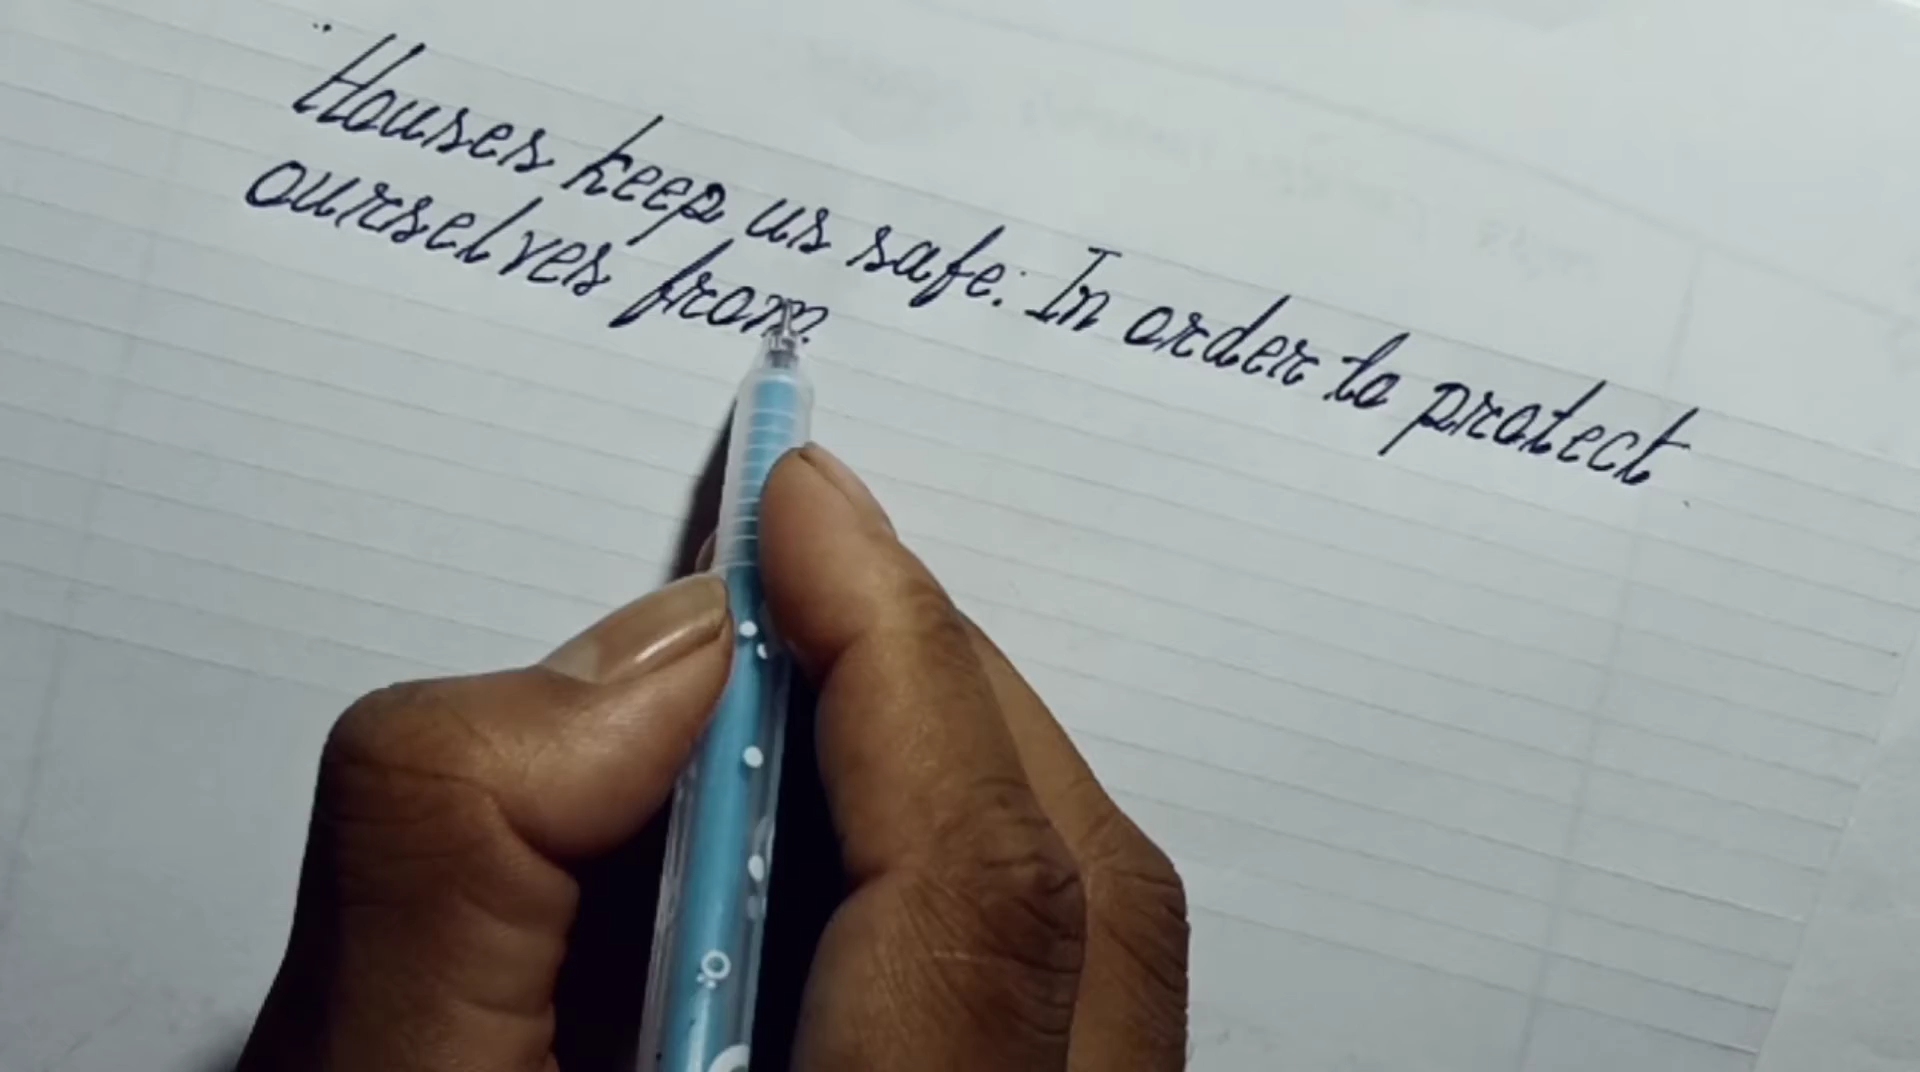 Houses keep us safe. In order to protect
ourselves from